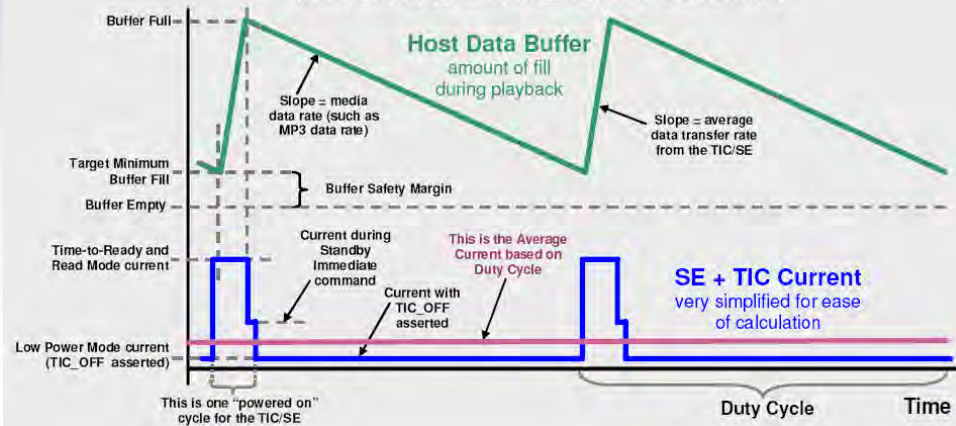 Buffer Full
Host Data Buffer
amount of fill
during playback
Slope = media
data rate (such as
MP3 data rate)
Slope = average
data transfer rate
from the TIC/SE
Target Minimum
Buffer Fill
Buffer Safety Margin
Buffer Empty
Time-to-Ready and
Read Mode current
Current during
Standby
Immediate
command
This is the Average
Current based on
Duty Cycle
SE + TIC Current
very simplified for ease
of calculation
Current with
TIC_OFF
asserted
Low Power Mode current
(TIC_OFF asserted)
This is one "powered on"
cycle for the TIC/SE
Duty Cycle
Time